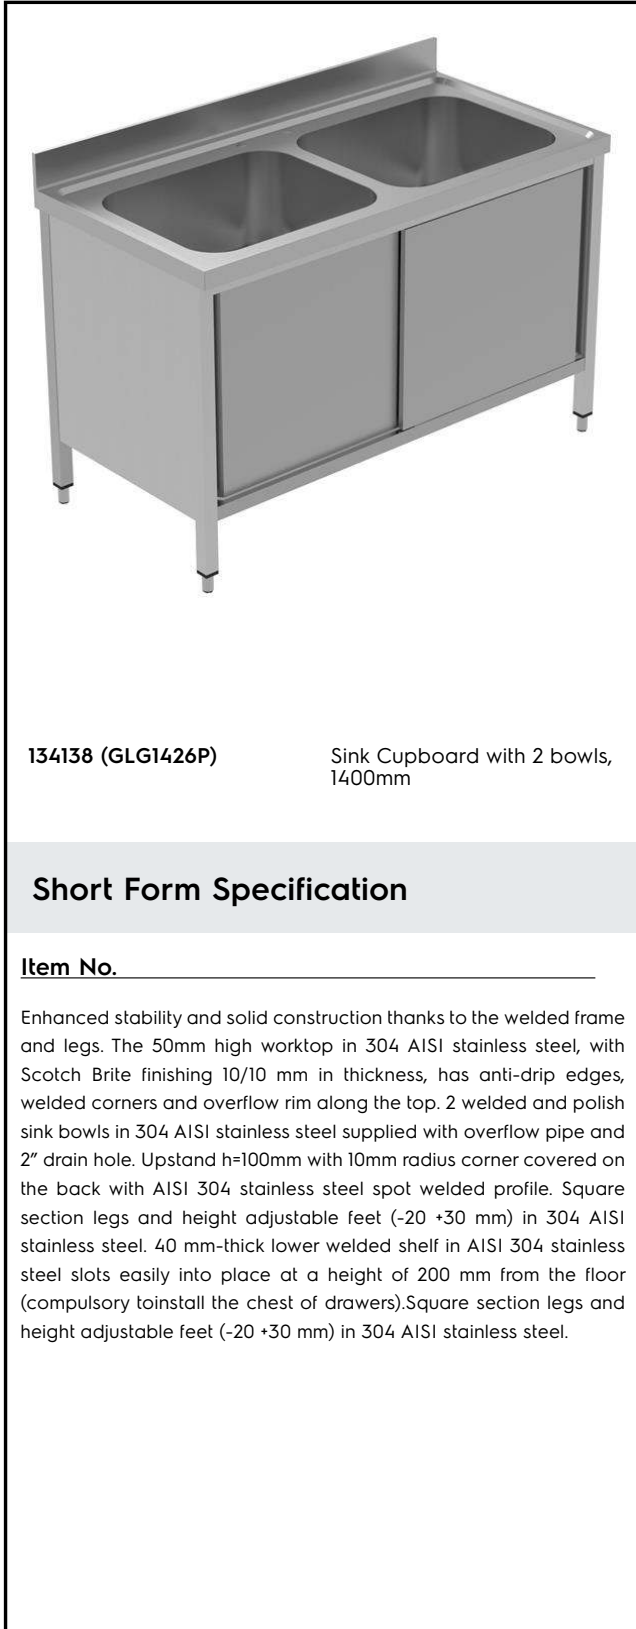 134138 (GLG1426P)
Sink Cupboard with 2 bowls,
1400mm
Short Form Specification
Item No.
Enhanced stability and solid construction thanks to the welded frame
and legs. The 50mm high worktop in 304 AISI stainless steel, with
Scotch Brite finishing 10/10 mm in thickness, has anti-drip edges,
welded corners and overflow rim along the top. 2 welded and polish
sink bowls in 304 AISI stainless steel supplied with overflow pipe and
2″ drain hole. Upstand h=100mm with 10mm radius corner covered on
the back with AISI 304 stainless steel spot welded profile. Square
section legs and height adjustable feet (-20 +30 mm) in 304 AISI
stainless steel. 40 mm-thick lower welded shelf in AISI 304 stainless
steel slots easily into place at a height of 200 mm from the floor
(compulsory toinstall the chest of drawers).Square section legs and
height adjustable feet (-20 +30 mm) in 304 AISI stainless steel.